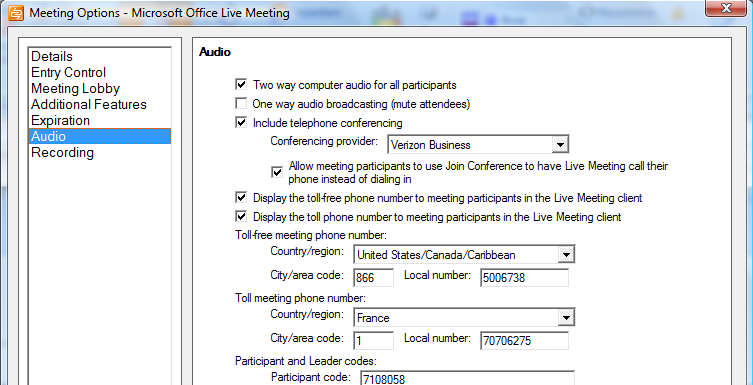 Meeting Options - Microsoft Office Live Meeting
Details
Entry Control
Meeting Lobby
Additional Features
Expiration
Audio
Recording
Audio
Two way computer audio for all participants
One way audio broadcasting (mute attendees)
Include telephone conferencing
Conferencing provider: Verizon Business
Allow meeting participants to use Join Conference to have Live Meeting call their
phone instead of dialing in
Display the toll-free phone number to meeting participants in the Live Meeting client
Display the toll phone number to meeting participants in the Live Meeting client
Toll-free meeting phone number:
Country/region: United States/Canada/Caribbean
City/area code: 866 Local number: 5006738
Toll meeting phone number:
Country/region: France
City/area code: 1 Local number: 70706275
Participant and Leader codes:
Participant code: 7108058